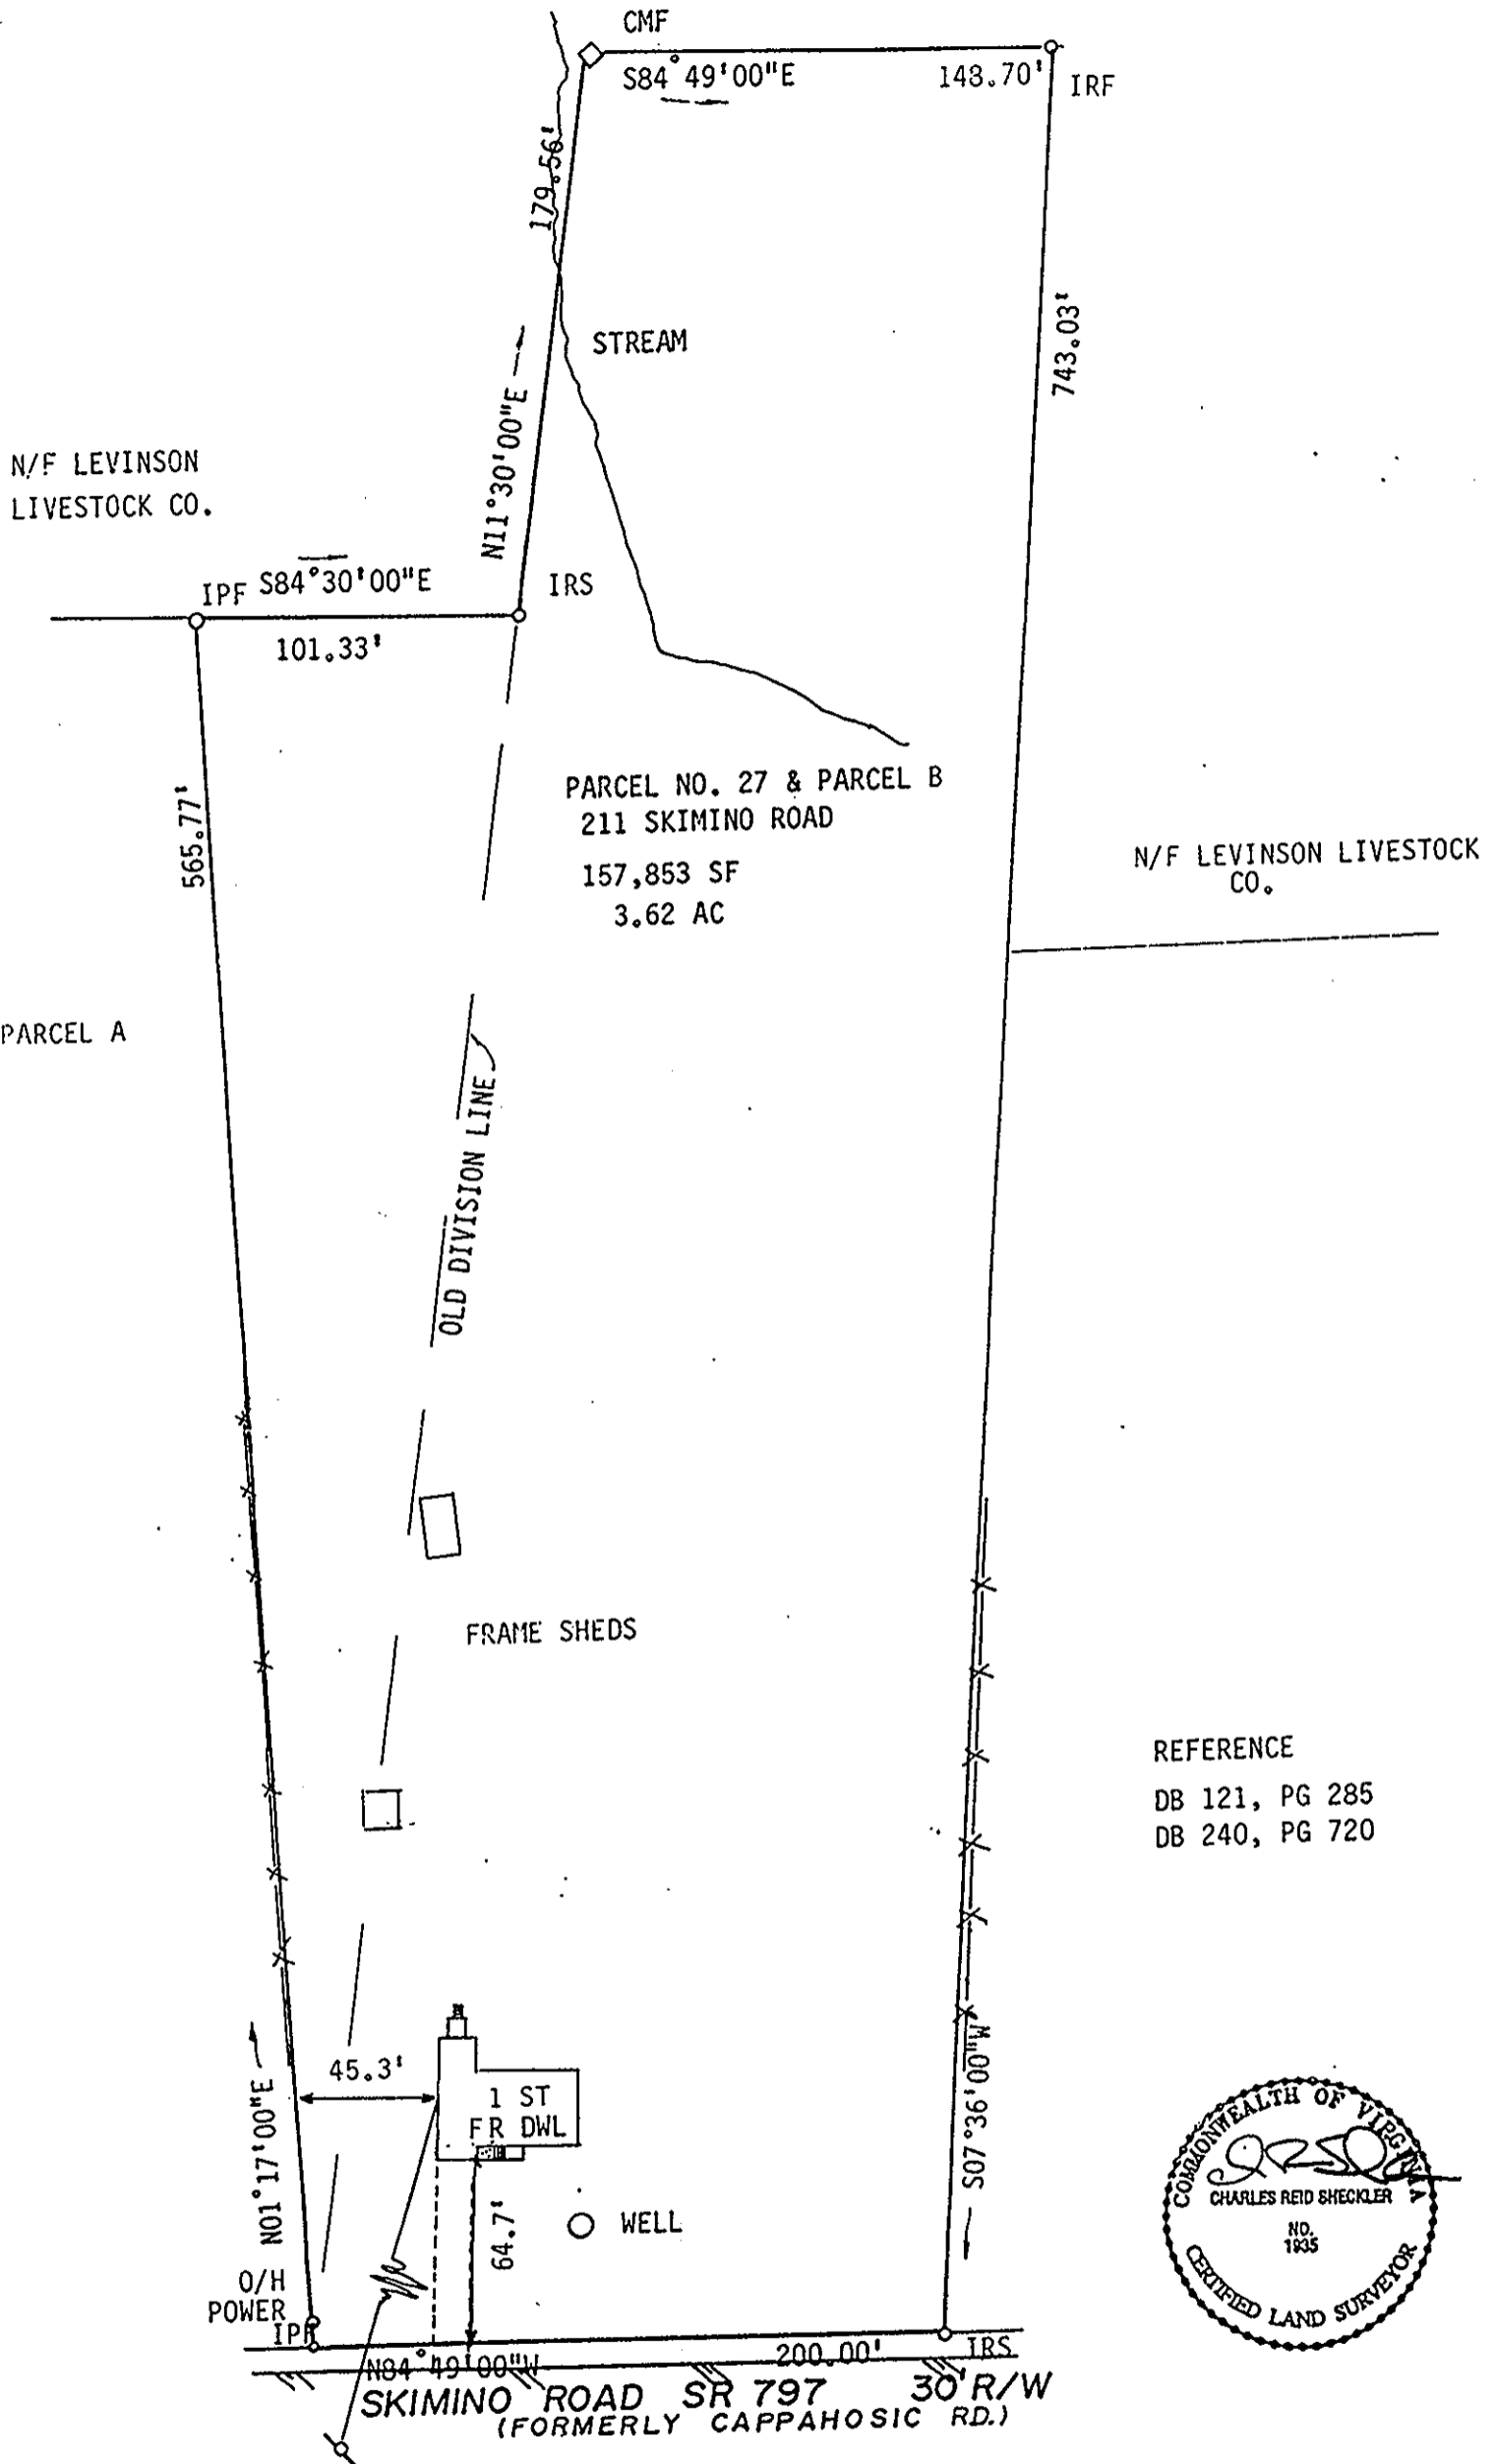 CMF
S84°49'00"E
148.70'
IRF
179.56'
743.03'
STREAM
N11°30'00"E
N/F LEVINSON
LIVESTOCK CO.
IPF
S84°30'00"E
IRS
101.33'
565.77'
PARCEL NO. 27 & PARCEL B
211 SKIMINO ROAD
157,853 SF
3.62 AC
N/F LEVINSON LIVESTOCK
CO.
PARCEL A
OLD DIVISION LINE
FRAME SHEDS
REFERENCE
DB 121, PG 285
DB 240, PG 720
N01°17'00"E
45.3'
1 ST
FR DWL
S07°36'00"W
64.7'
WELL
O/H
POWER
IPF
N84°49'00"W
200.00'
IRS
SKIMINO ROAD SR 797 30' R/W
(FORMERLY CAPPAHOSIC RD.)
COMMONWEALTH OF VIRGINIA
CHARLES REID SHECKLER
NO.
1935
CERTIFIED LAND SURVEYOR